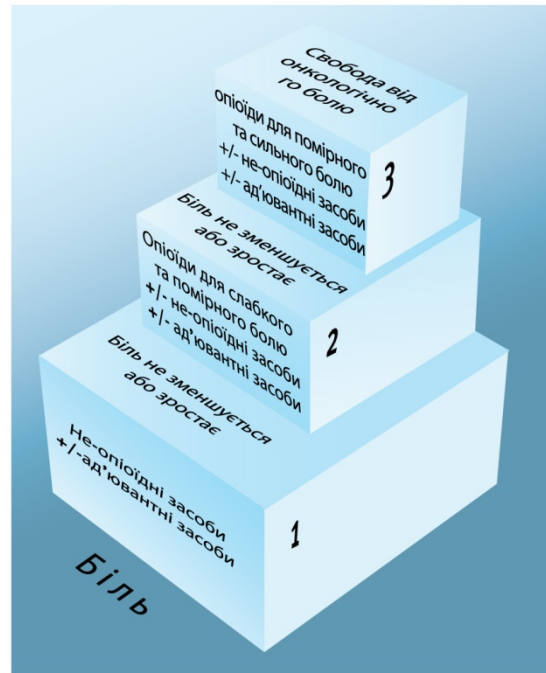 Свобода від
онкологічно
го болю
опіоїди для помірного
та сильного болю
+/- не-опіоїдні засоби
+/- ад'ювантні засоби
3
Біль не зменшується
або зростає
Опіоїди для слабкого
та помірного болю
+/- не-опіоїдні засоби
+/- ад'ювантні засоби
2
Біль не зменшується
або зростає
Не-опіоїдні засоби
+/-ад'ювантні засоби
1
Біль